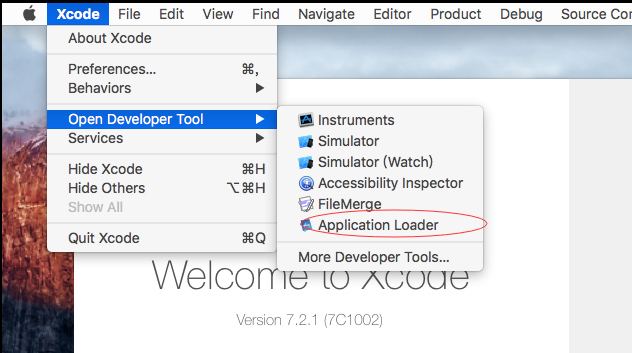 Xcode File Edit View Find Navigate Editor Product Debug Source Con
About Xcode
Preferences... ⌘,
Behaviors ▶
Open Developer Tool ▶
Services ▶
Hide Xcode ⌘H
Hide Others ⌥⌘H
Show All
Quit Xcode ⌘Q
Instruments
Simulator
Simulator (Watch)
Accessibility Inspector
FileMerge
Application Loader
More Developer Tools...
Welcome to Xcode
Version 7.2.1 (7C1002)